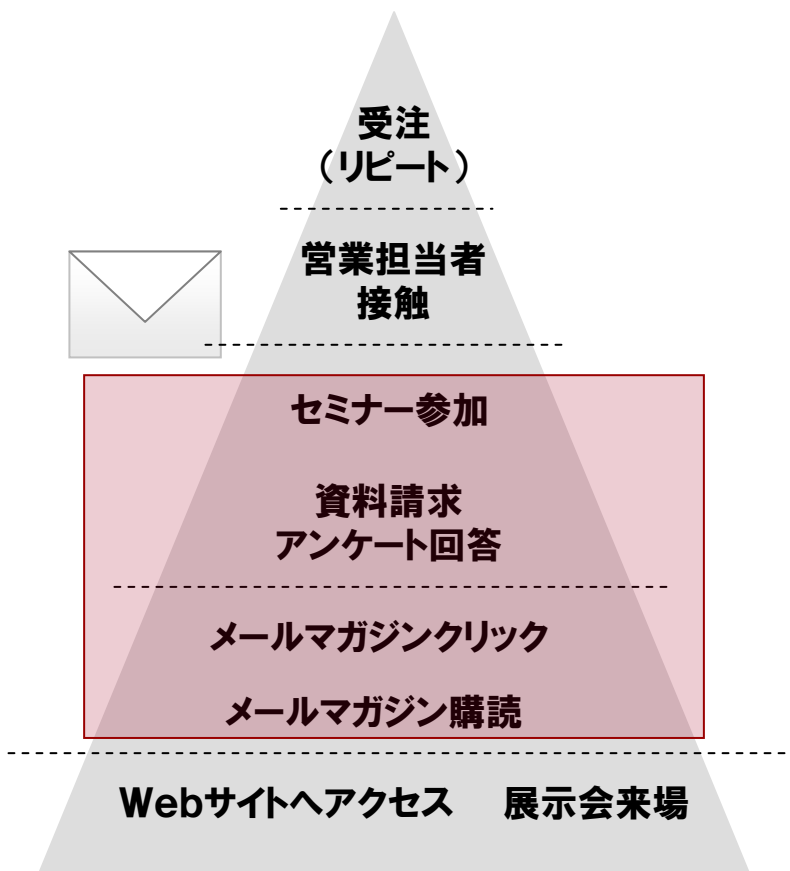 受注
（リピート）
営業担当者
接触
セミナー参加
資料請求
アンケート回答
メールマガジンクリック
メールマガジン購読
Webサイトへアクセス　展示会来場